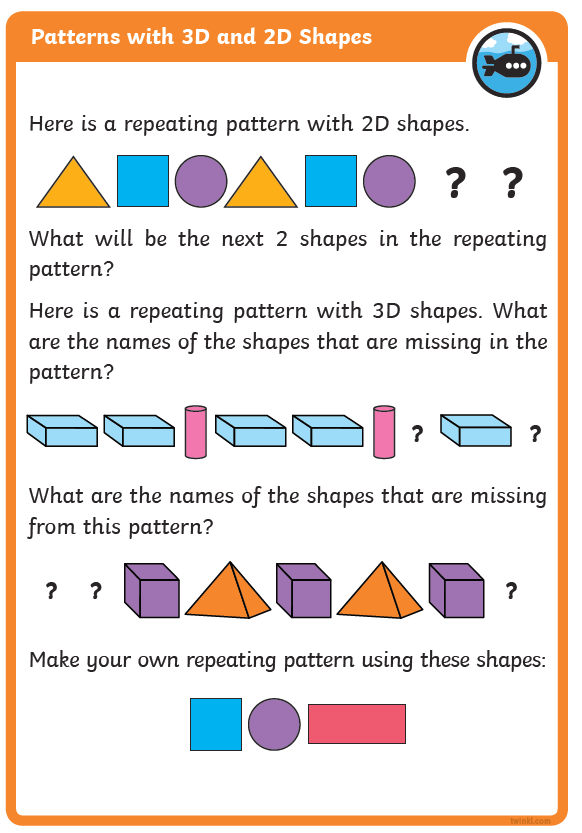 Patterns with 3D and 2D Shapes
Here is a repeating pattern with 2D shapes.
? ?
What will be the next 2 shapes in the repeating
pattern?
Here is a repeating pattern with 3D shapes. What
are the names of the shapes that are missing in the
pattern?
? ?
What are the names of the shapes that are missing
from this pattern?
? ? ?
Make your own repeating pattern using these shapes:
twinkl.com